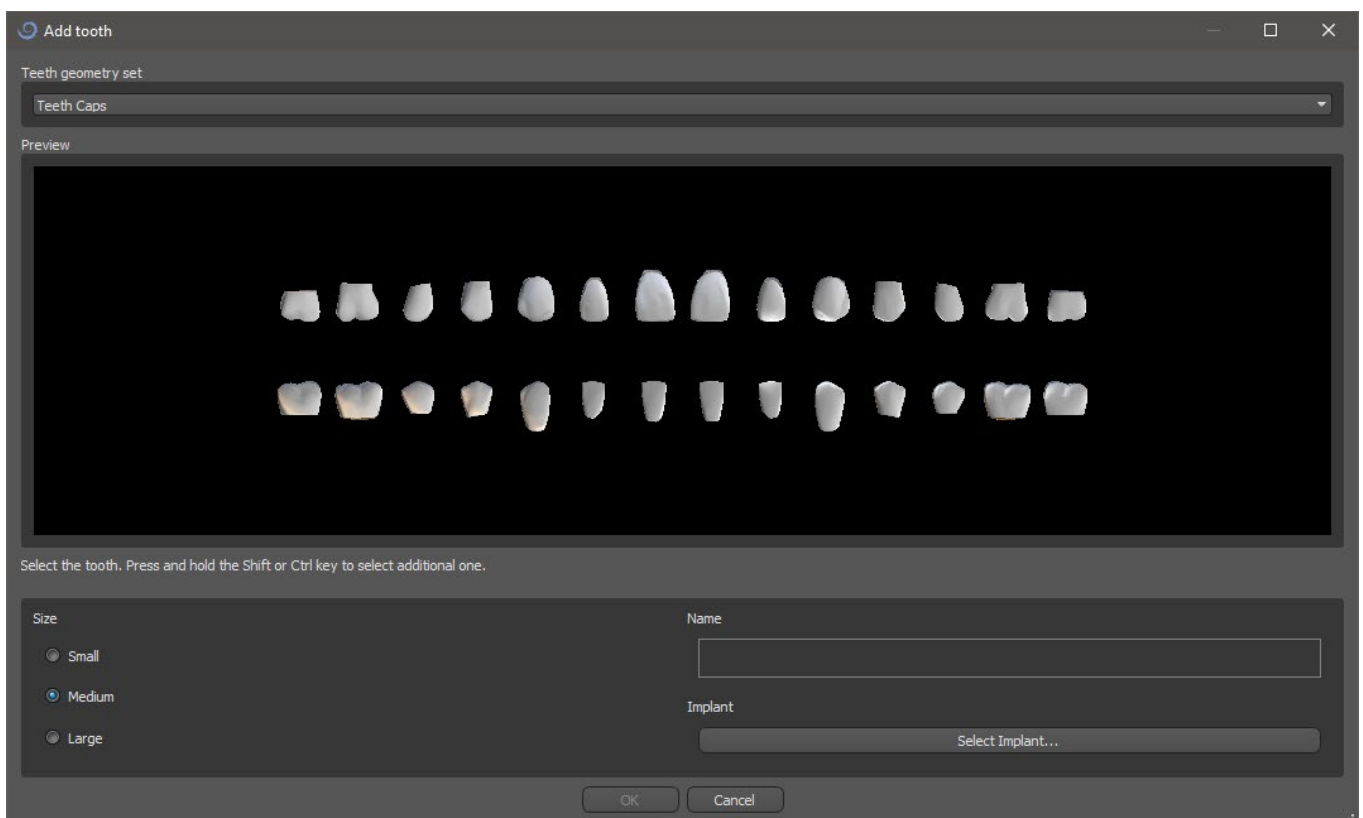 Add tooth
Teeth geometry set
Teeth Caps
Preview
Select the tooth. Press and hold the Shift or Ctrl key to select additional one.
Size
Name
Small
Medium
Implant
Large
Select Implant...
OK
Cancel